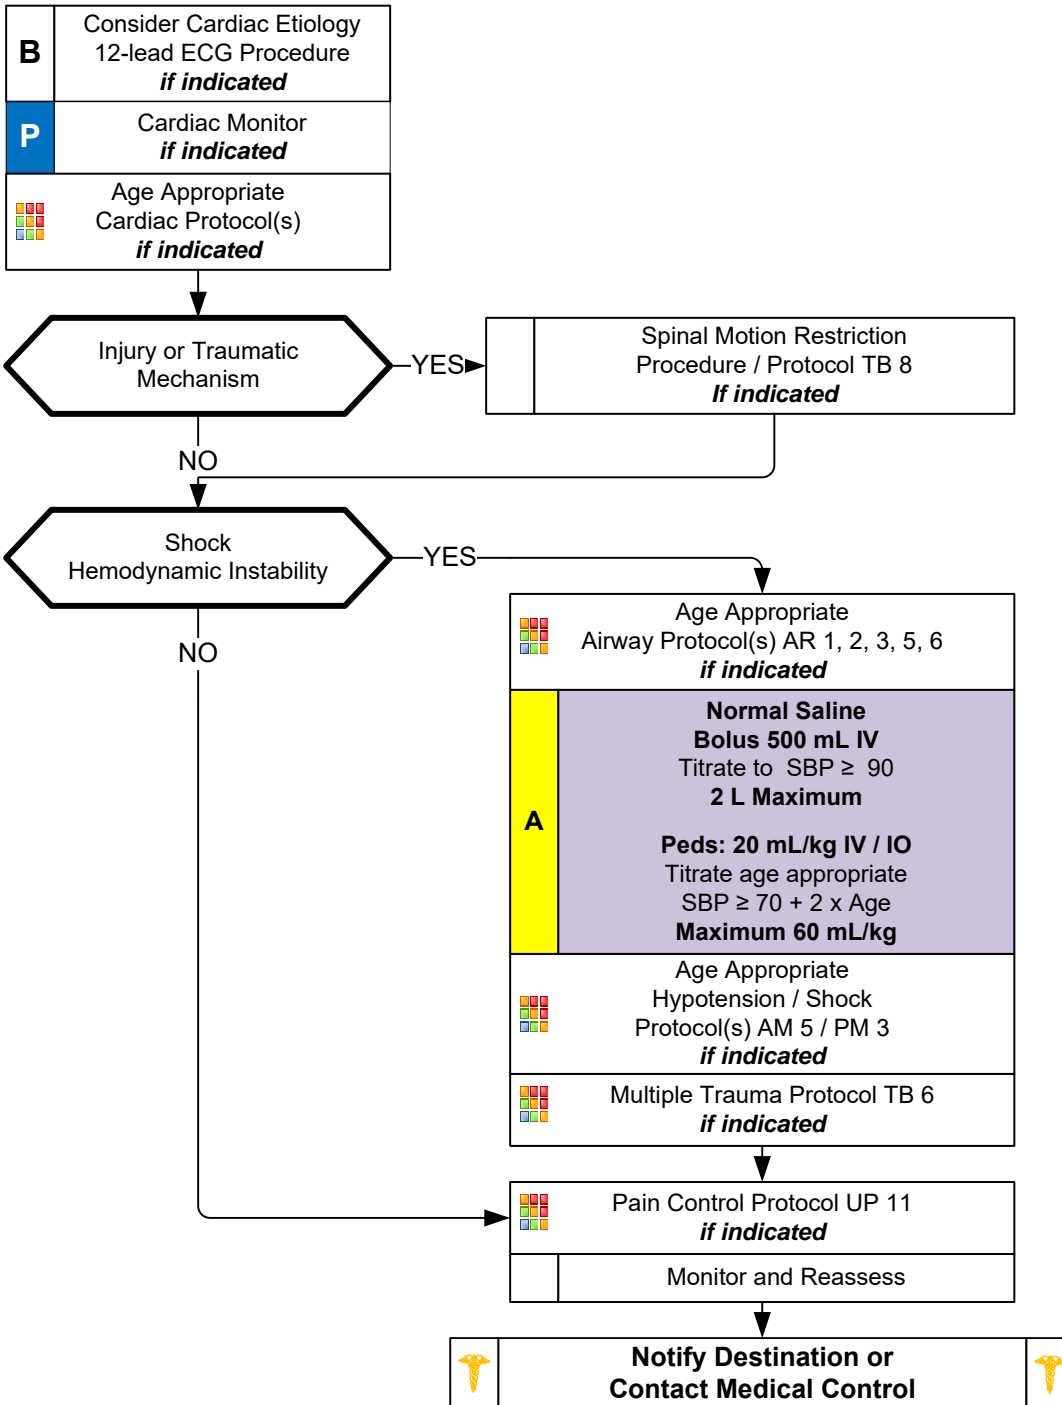 B
Consider Cardiac Etiology
12-lead ECG Procedure
if indicated
P
Cardiac Monitor
if indicated
Age Appropriate
Cardiac Protocol(s)
if indicated
Injury or Traumatic
Mechanism
YES
Spinal Motion Restriction
Procedure / Protocol TB 8
If indicated
NO
Shock
Hemodynamic Instability
YES
NO
Age Appropriate
Airway Protocol(s) AR 1, 2, 3, 5, 6
if indicated
A
Normal Saline
Bolus 500 mL IV
Titrate to SBP ≥ 90
2 L Maximum
Peds: 20 mL/kg IV / IO
Titrate age appropriate
SBP ≥ 70 + 2 x Age
Maximum 60 mL/kg
Age Appropriate
Hypotension / Shock
Protocol(s) AM 5 / PM 3
if indicated
Multiple Trauma Protocol TB 6
if indicated
Pain Control Protocol UP 11
if indicated
Monitor and Reassess
Notify Destination or
Contact Medical Control